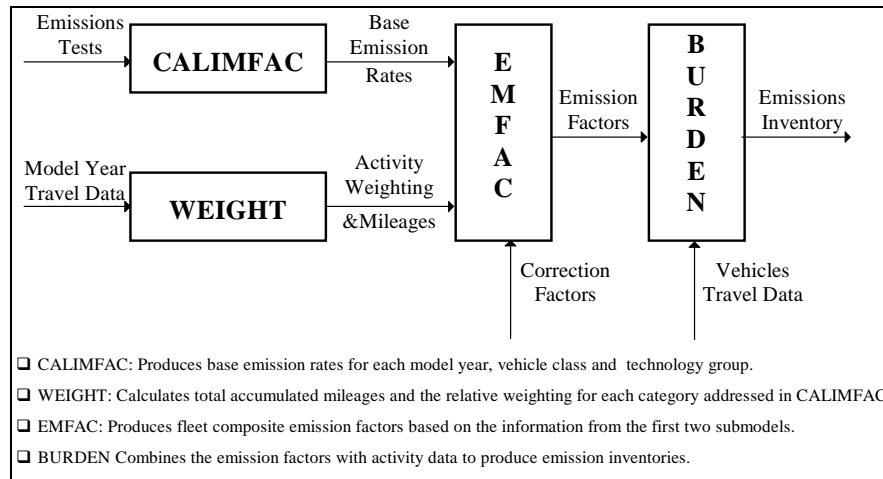 Emissions
Tests
CALIMFAC
Base
Emission
Rates
Model Year
Travel Data
WEIGHT
Activity
Weighting
&Mileages
E
M
F
A
C
Emission
Factors
B
U
R
D
E
N
Emissions
Inventory
Correction
Factors
Vehicles
Travel Data
❑ CALIMFAC: Produces base emission rates for each model year, vehicle class and technology group.
❑ WEIGHT: Calculates total accumulated mileages and the relative weighting for each category addressed in CALIMFAC
❑ EMFAC: Produces fleet composite emission factors based on the information from the first two submodels.
❑ BURDEN Combines the emission factors with activity data to produce emission inventories.